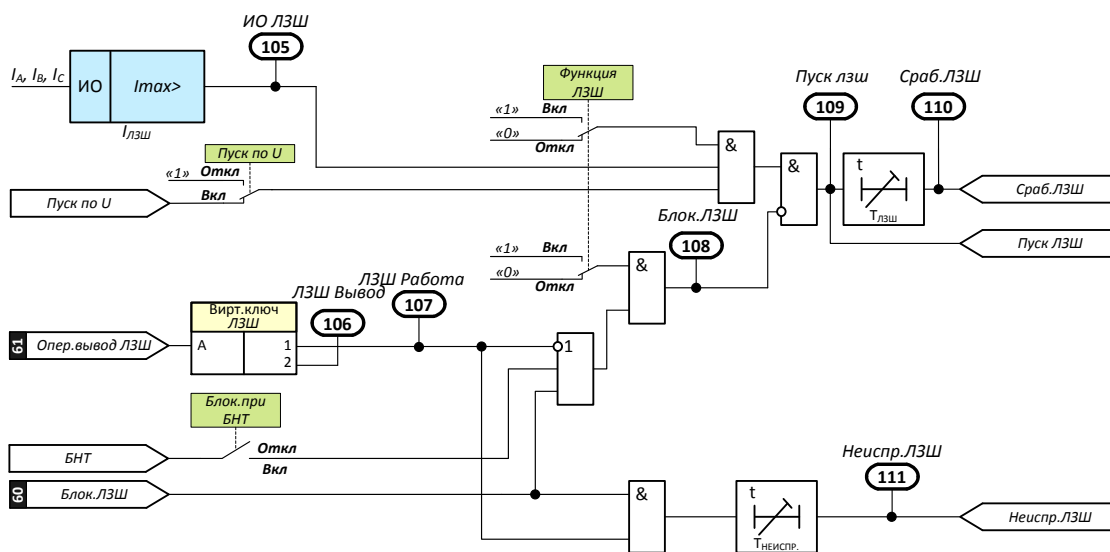 ИО ЛЗШ
105
I_A, I_B, I_C
ИО
Imax>
I_ЛЗШ
Функция
ЛЗШ
«1»
Вкл
«0»
Откл
&
&
Пуск лзш
109
Сраб.ЛЗШ
110
t
T_ЛЗШ
Сраб.ЛЗШ
Пуск ЛЗШ
Пуск по U
«1»
Откл
Вкл
Пуск по U
Блок.ЛЗШ
108
«1»
Вкл
«0»
Откл
&
ЛЗШ Работа
107
ЛЗШ Вывод
106
Вирт.ключ
ЛЗШ
61
Опер.вывод ЛЗШ
A
1
2
1
Блок.при
БНТ
БНТ
Откл
Вкл
60
Блок.ЛЗШ
&
t
T_НЕИСПР.
Неиспр.ЛЗШ
111
Неиспр.ЛЗШ